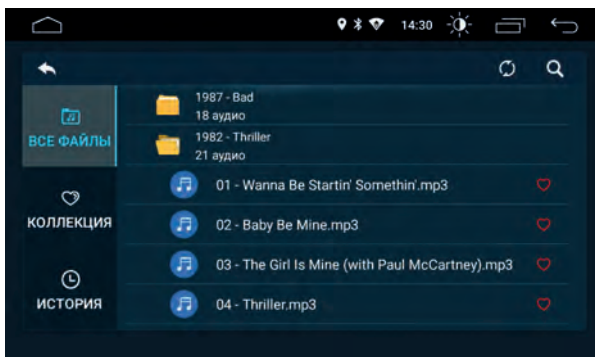 14:30
1987 - Bad
18 аудио
1982 - Thriller
21 аудио
ВСЕ ФАЙЛЫ
01 - Wanna Be Startin' Somethin'.mp3
КОЛЛЕКЦИЯ
02 - Baby Be Mine.mp3
03 - The Girl Is Mine (with Paul McCartney).mp3
ИСТОРИЯ
04 - Thriller.mp3